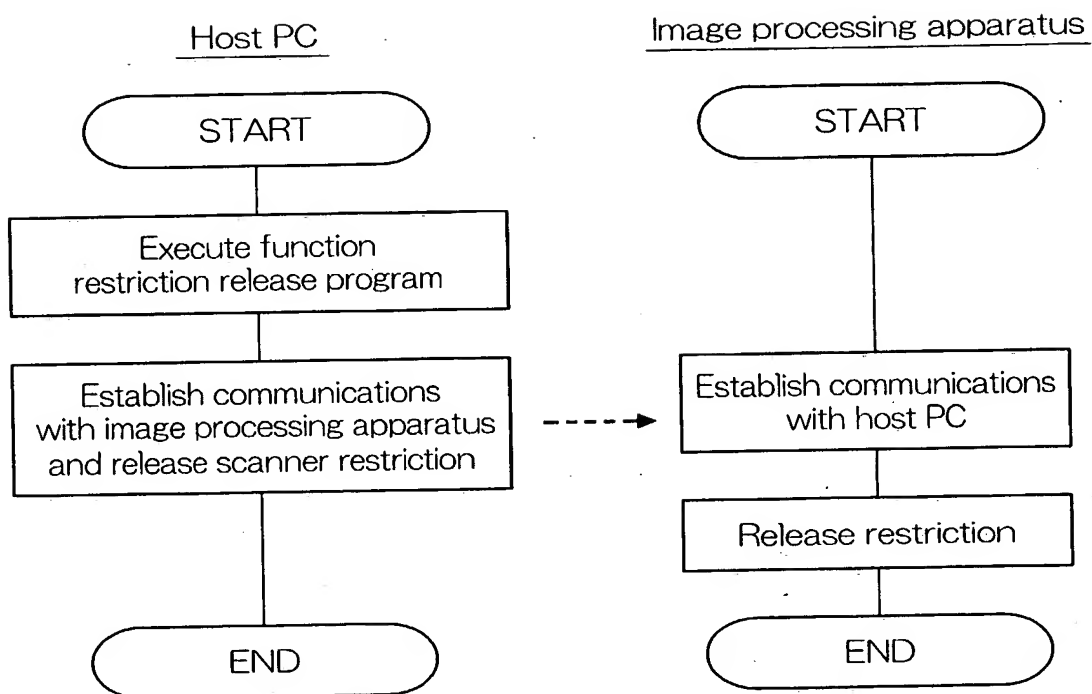 Host PC
START
Execute function
restriction release program
Establish communications
with image processing apparatus
and release scanner restriction
END
Image processing apparatus
START
Establish communications
with host PC
Release restriction
END